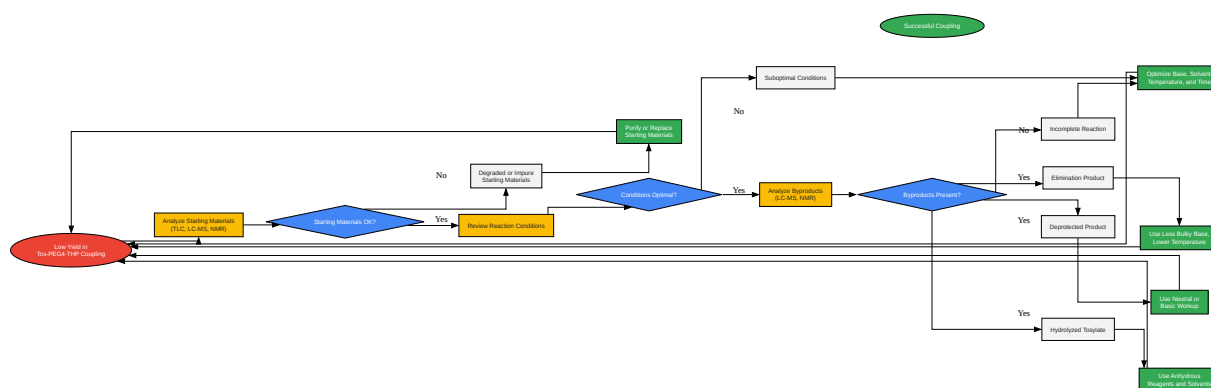 Successful Coupling
Suboptimal Conditions
Optimize Base, Solvent,
Temperature, and Time
No
Purify or Replace
Starting Materials
Incomplete Reaction
No
Degraded or Impure
Starting Materials
No
Conditions Optimal?
Yes
Analyze Byproducts
(LC-MS, NMR)
Byproducts Present?
Yes
Elimination Product
Analyze Starting Materials
(TLC, LC-MS, NMR)
Starting Materials OK?
Yes
Review Reaction Conditions
Yes
Deprotected Product
Use Less Bulky Base,
Lower Temperature
Low Yield in
Tos-PEG4-THP Coupling
Use Neutral or
Basic Workup
Yes
Hydrolyzed Tosylate
Use Anhydrous
Reagents and Solvents